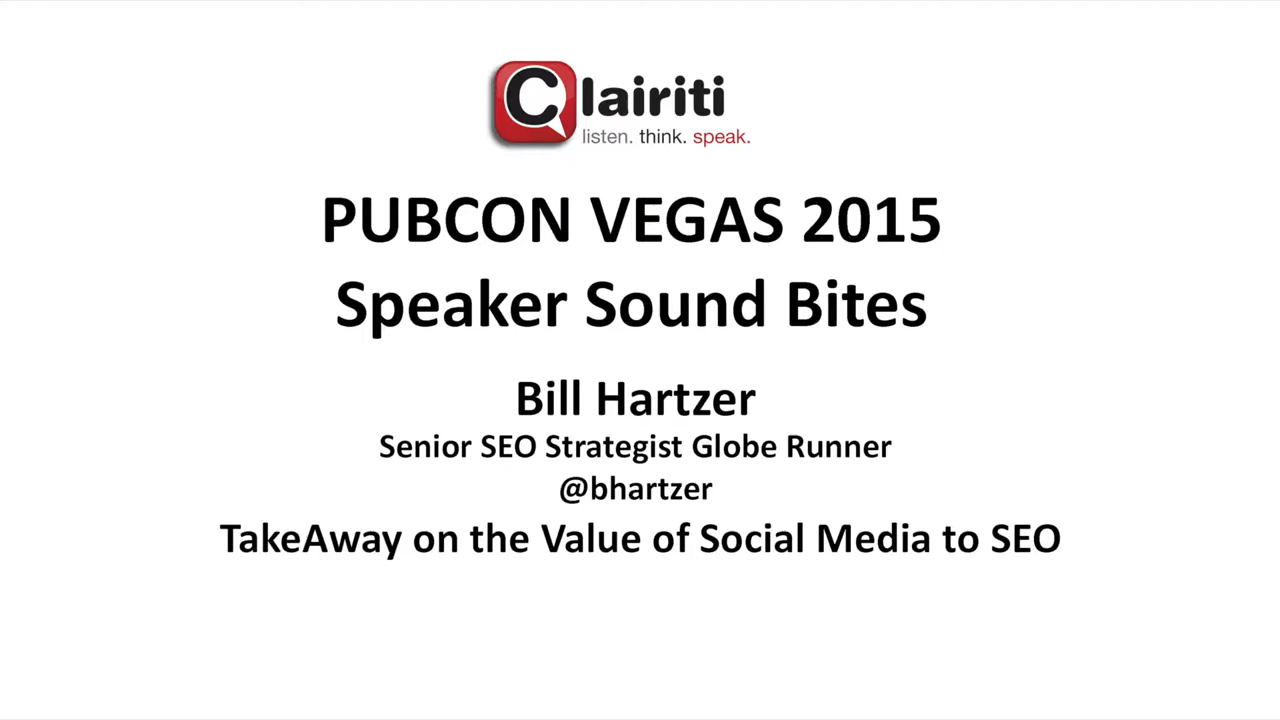 Clairiti
listen. think. speak.
PUBCON VEGAS 2015
Speaker Sound Bites
Bill Hartzer
Senior SEO Strategist Globe Runner
@bhartzer
TakeAway on the Value of Social Media to SEO